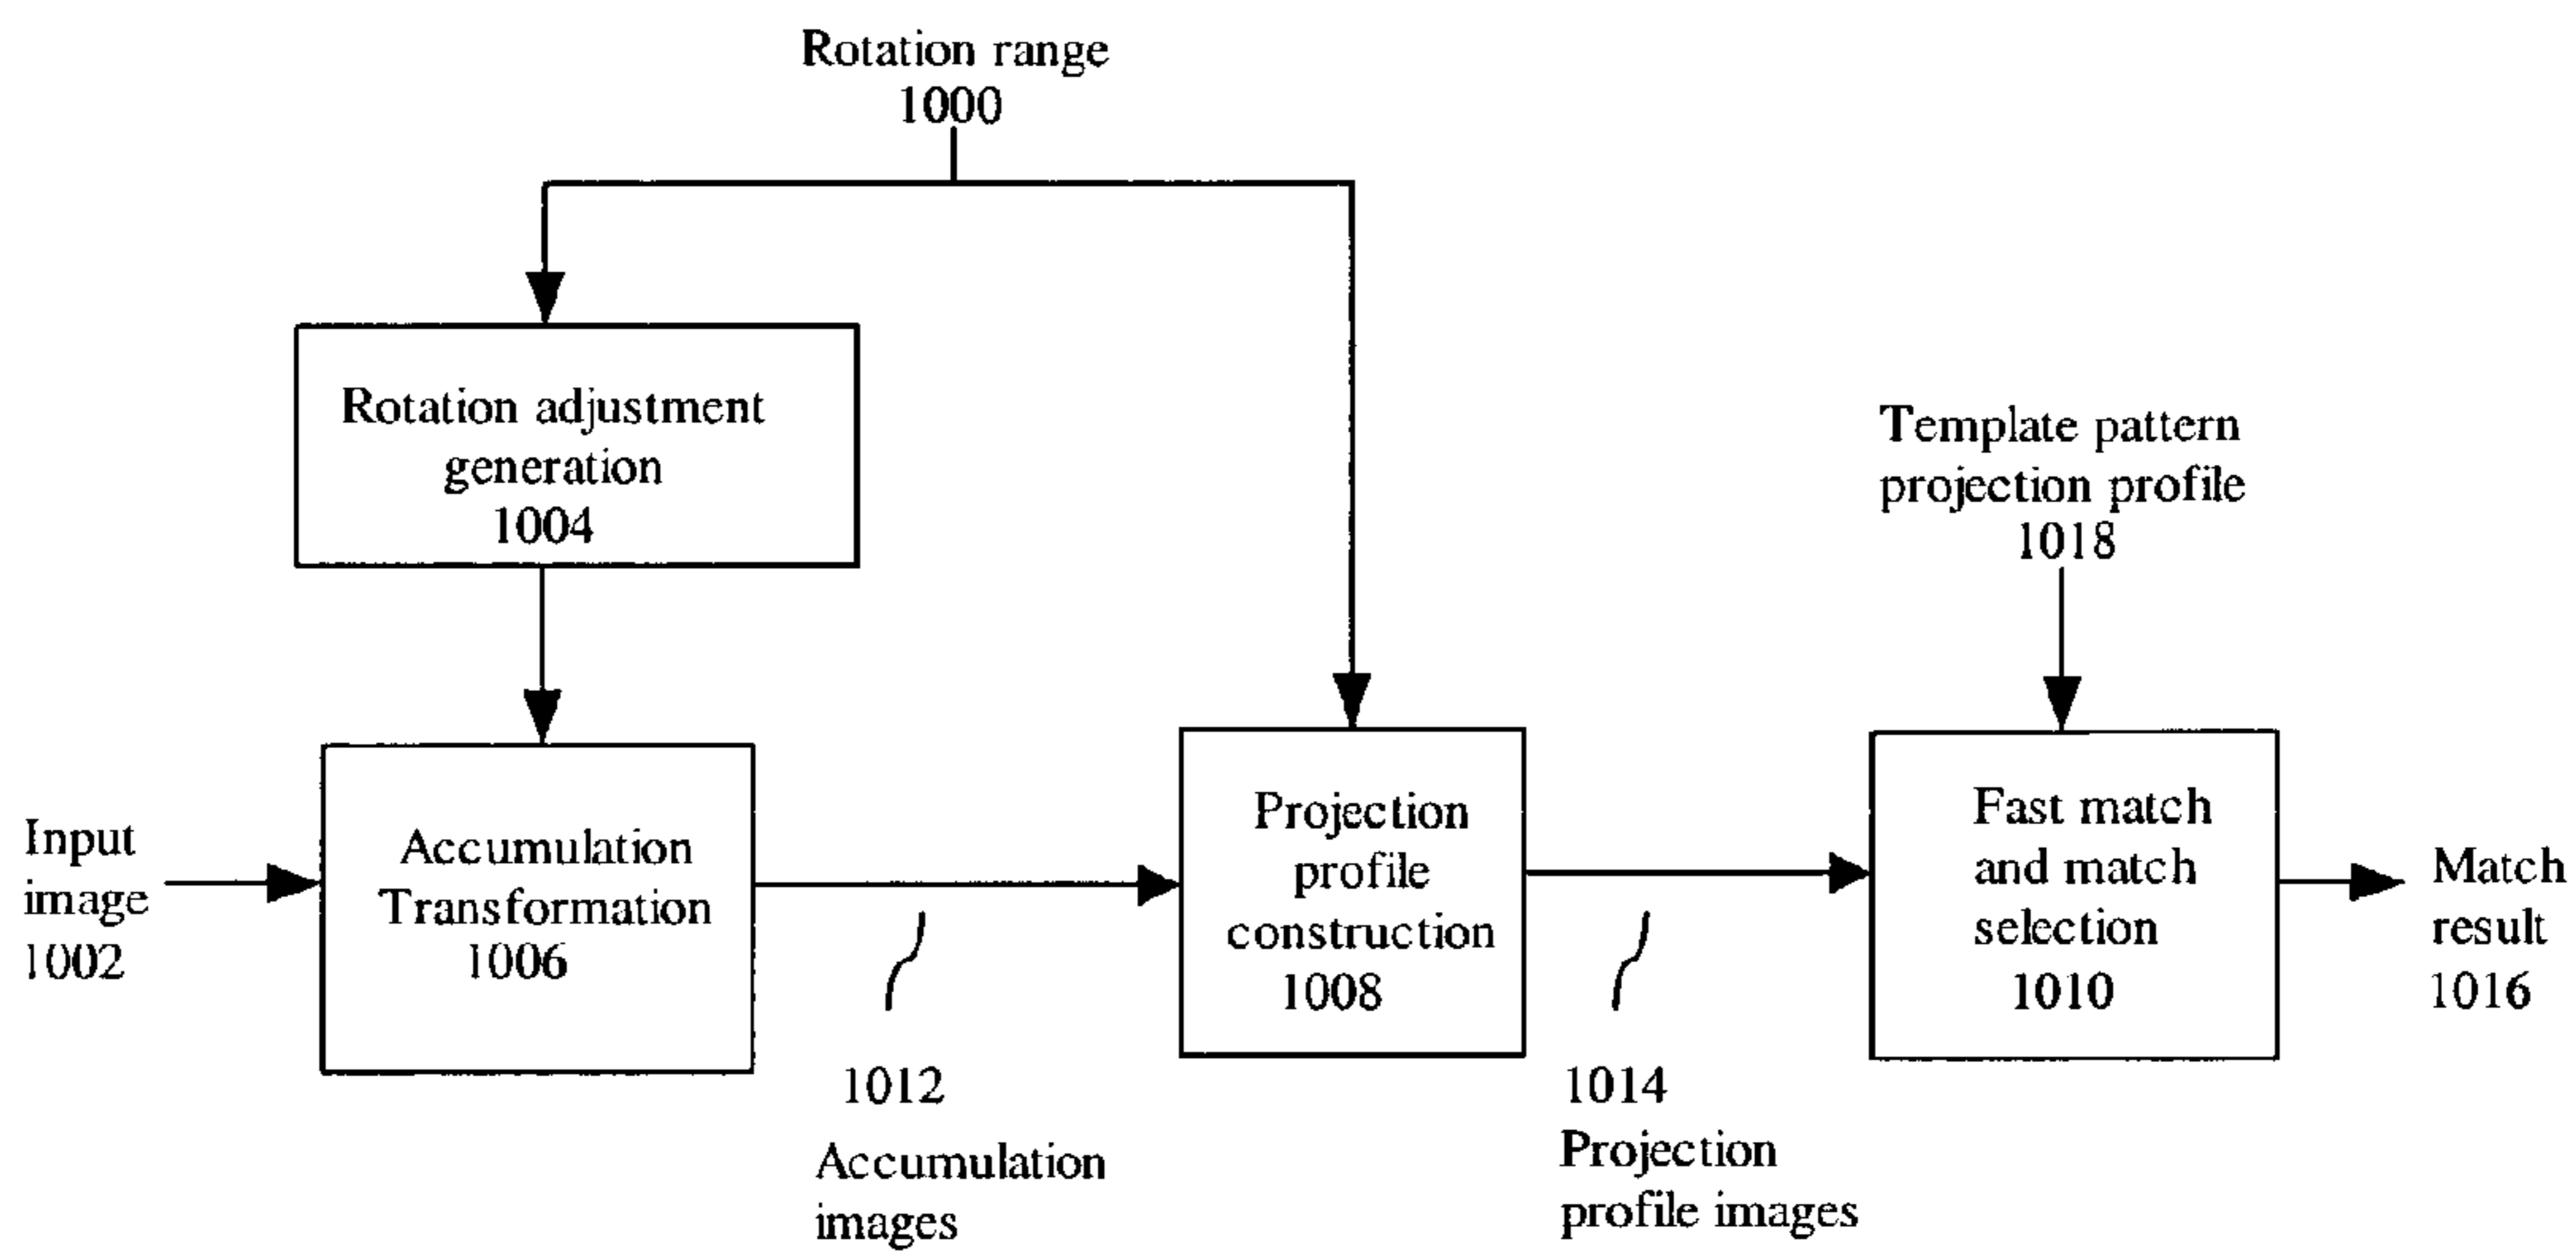 Rotation range
1000
Rotation adjustment
generation
1004
Template pattern
projection profile
1018
Input
image
1002
Accumulation
Transformation
1006
Projection
profile
construction
1008
Fast match
and match
selection
1010
Match
result
1016
1012
Accumulation
images
1014
Projection
profile images